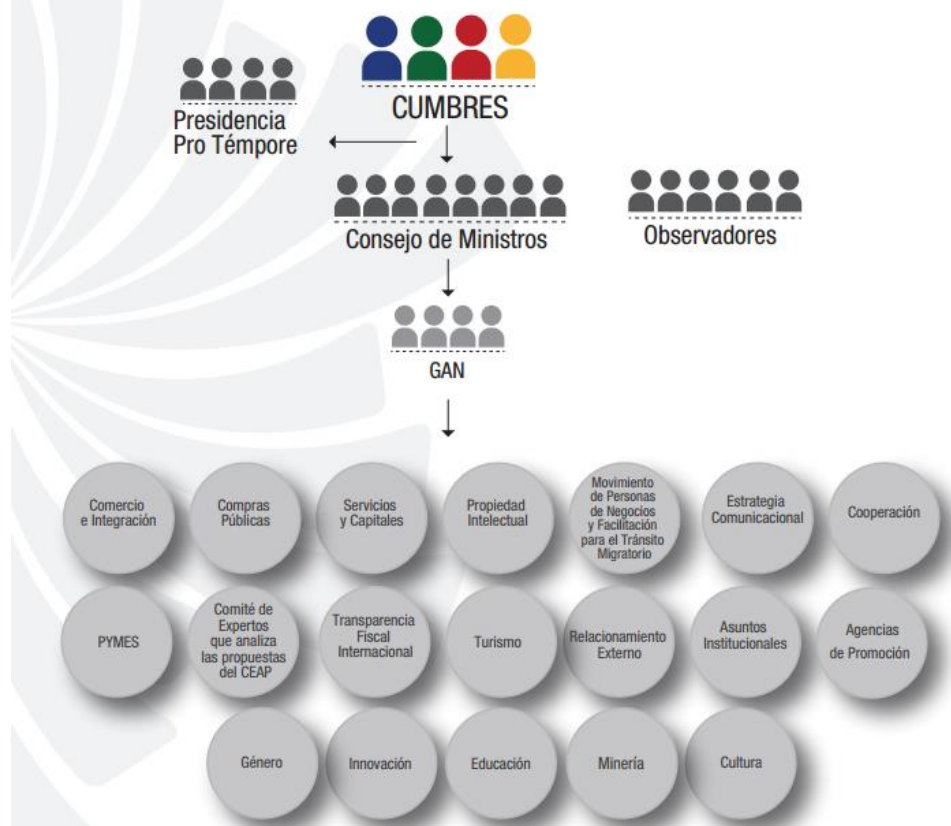 CUMBRES
Presidencia
Pro Témpore
Consejo de Ministros
Observadores
GAN
Comercio
e Integración
Compras
Públicas
Servicios
y Capitales
Propiedad
Intelectual
Movimiento
de Personas
de Negocios
y Facilitación
para el Tránsito
Migratorio
Estrategia
Comunicacional
Cooperación
PYMES
Comité de
Expertos
que analiza
las propuestas
del CEAP
Transparencia
Fiscal
Internacional
Turismo
Relacionamiento
Externo
Asuntos
Institucionales
Agencias
de Promoción
Género
Innovación
Educación
Minería
Cultura